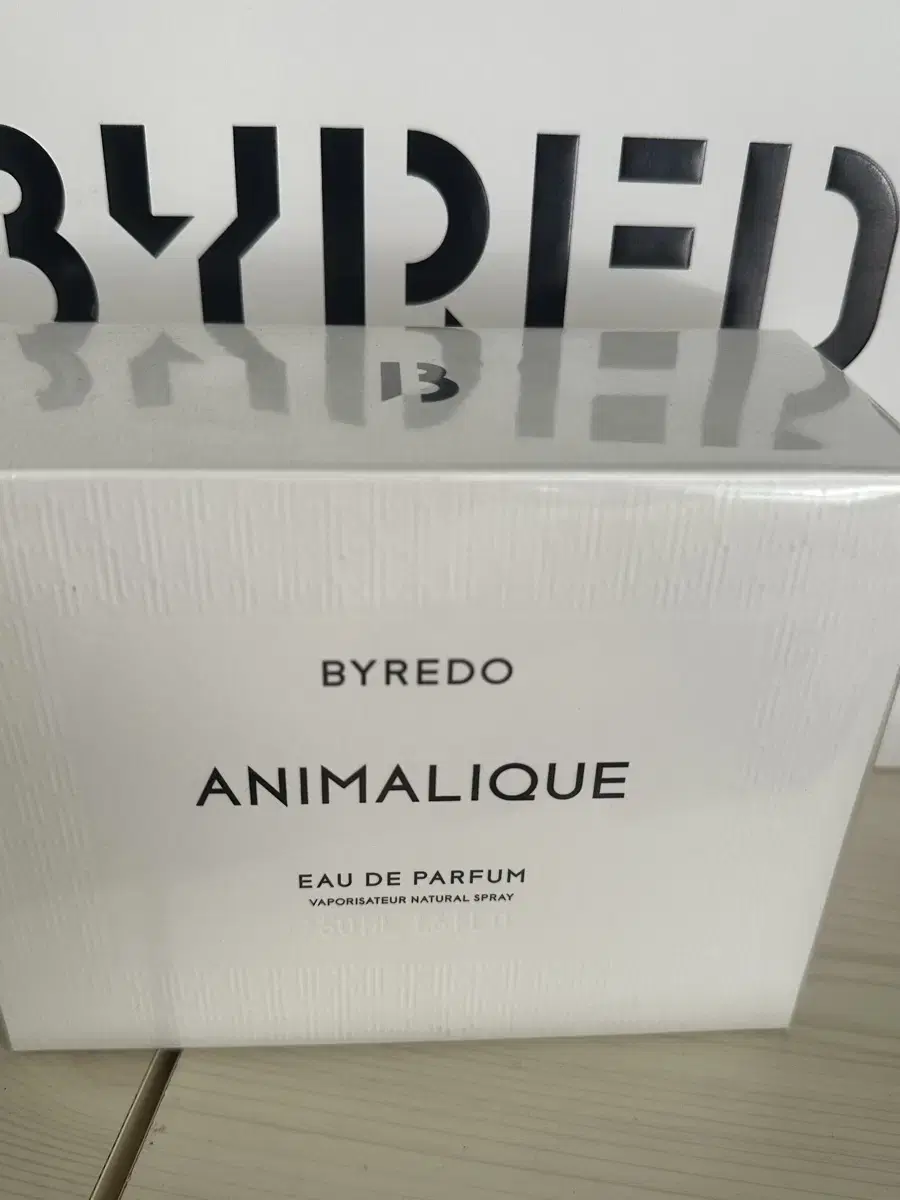 BYRED
B
BYREDO
ANIMALIQUE
EAU DE PARFUM
VAPORISATEUR NATURAL SPRAY